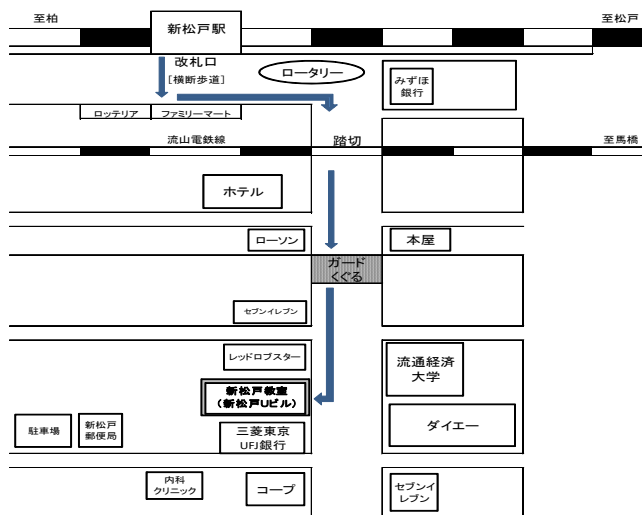 至柏
新松戸駅
至松戸
改札口
[横断歩道]
ロータリー
みずほ
銀行
ロッテリア
ファミリーマート
流山電鉄線
踏切
至馬橋
ホテル
ローソン
本屋
ガード
くぐる
セブンイレブン
レッドロブスター
流通経済
大学
新松戸教室
(新松戸Uビル)
駐車場
新松戸
郵便局
三菱東京
UFJ銀行
ダイエー
内科
クリニック
コープ
セブンイ
レブン